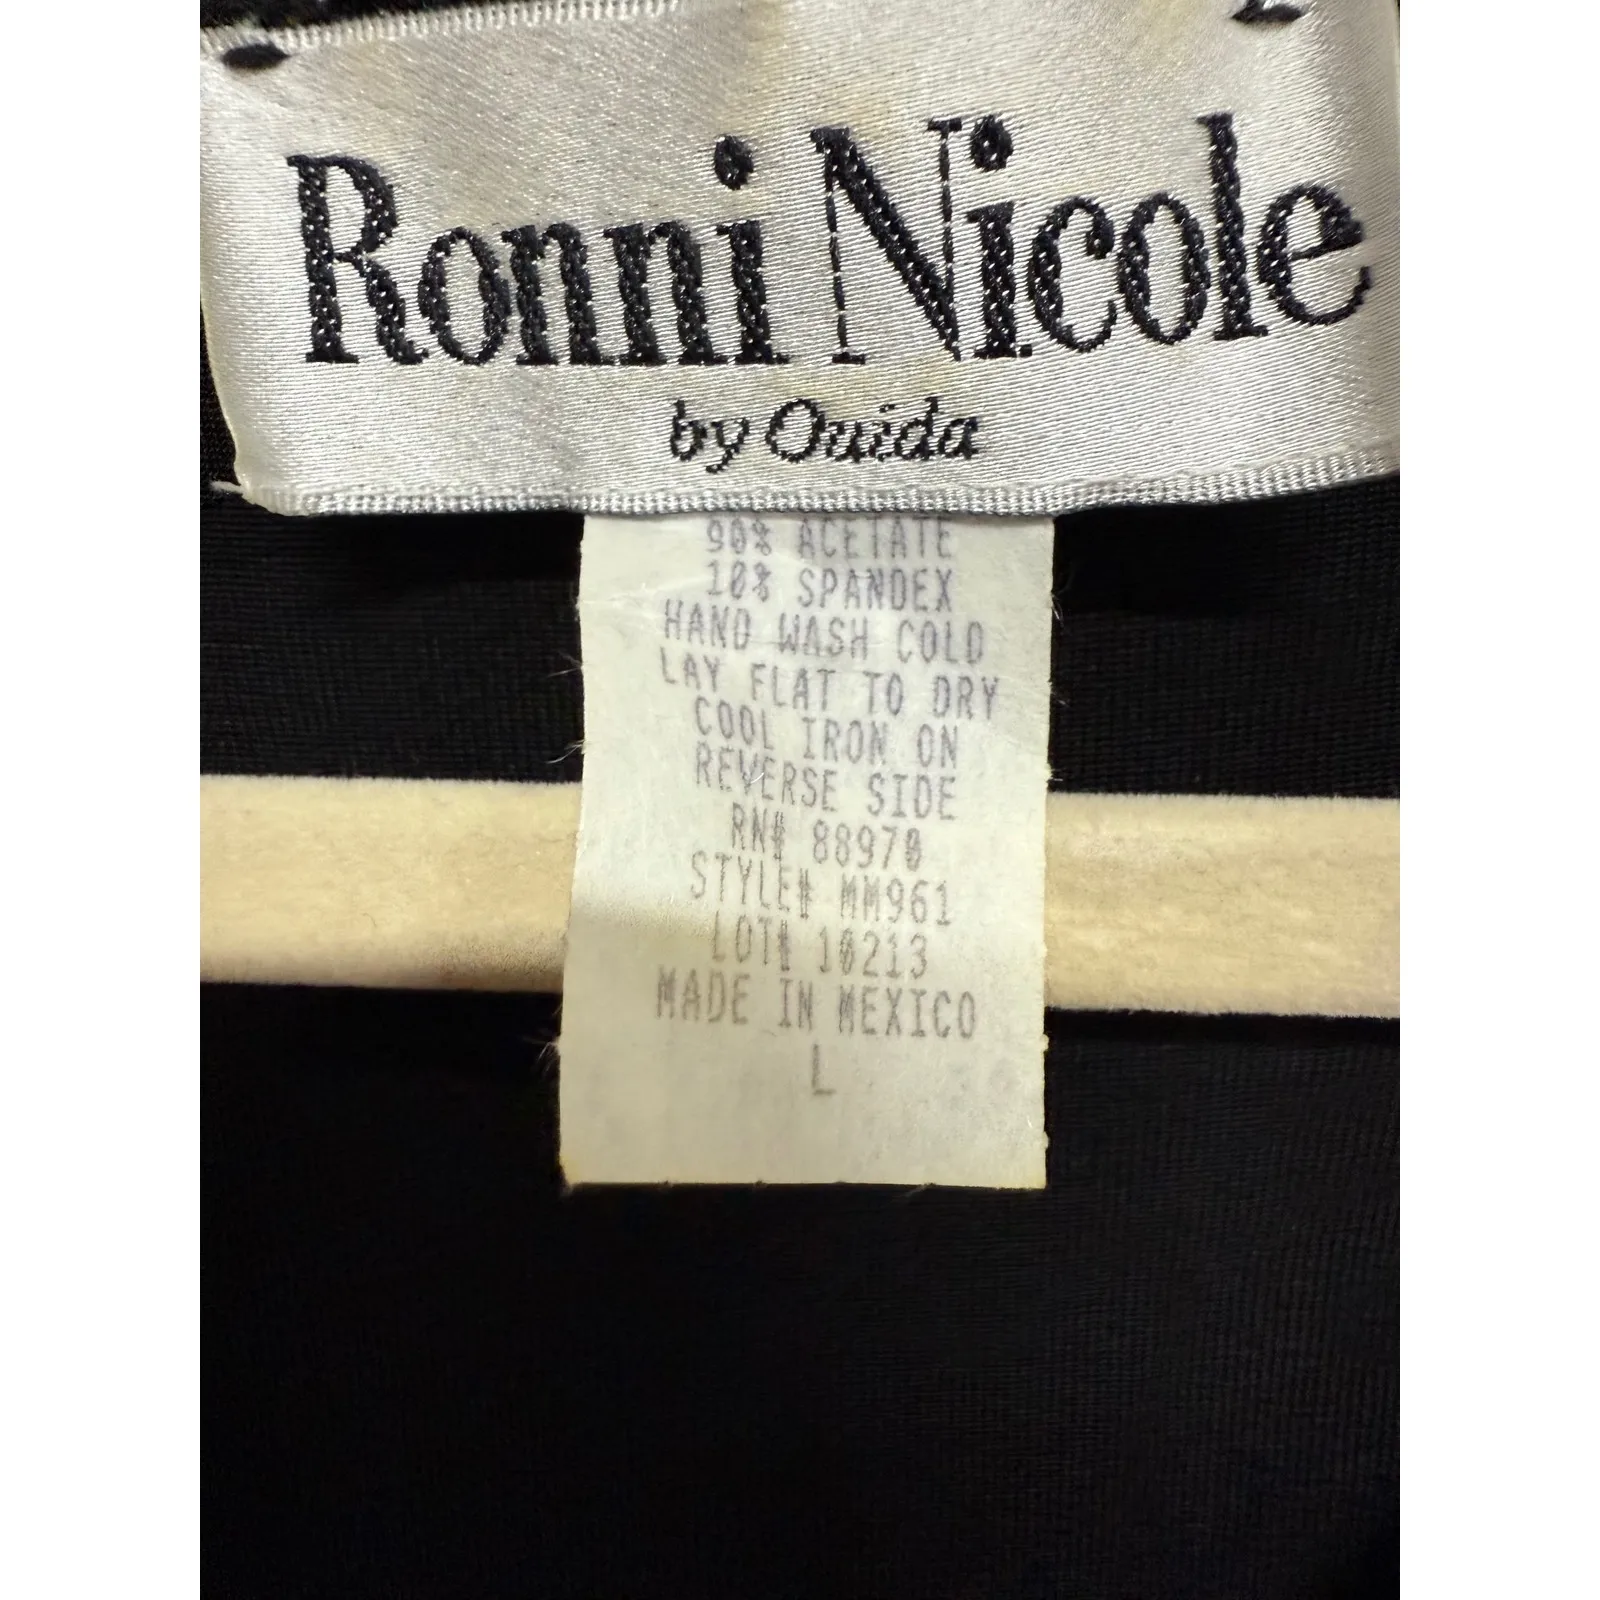 Ronni Nicole
by Ouida
90% ACETATE
10% SPANDEX
HAND WASH COLD
LAY FLAT TO DRY
COOL IRON ON
REVERSE SIDE
RN# 88970
STYLE# MM961
LOT# 10213
MADE IN MEXICO
L